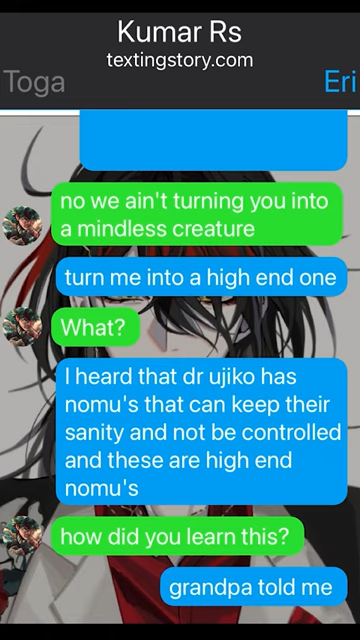 Kumar Rs
textingstory.com
Toga
Eri
no we ain't turning you into
a mindless creature
turn me into a high end one
What?
I heard that dr ujiko has
nomu's that can keep their
sanity and not be controlled
and these are high end
nomu's
how did you learn this?
grandpa told me